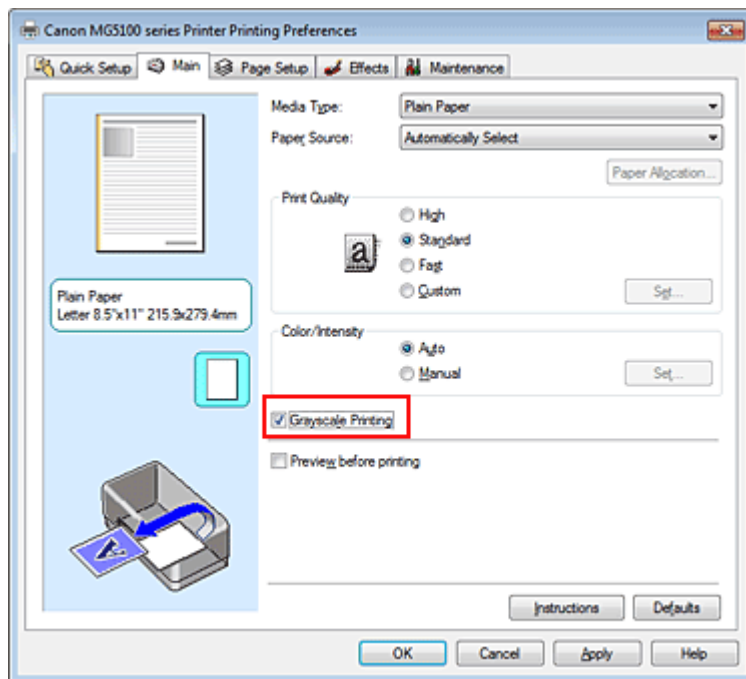 Canon MG5100 series Printer Printing Preferences
Quick Setup Main Page Setup Effects Maintenance
Media Type: Plain Paper
Paper Source: Automatically Select
Paper Allocation...
Print Quality
High
Standard
Fast
Custom Set...
a
Plain Paper
Letter 8.5"x11" 215.9x279.4mm
Color/Intensity
Auto
Manual Set...
Grayscale Printing
Preview before printing
A
Instructions Defaults
OK Cancel Apply Help